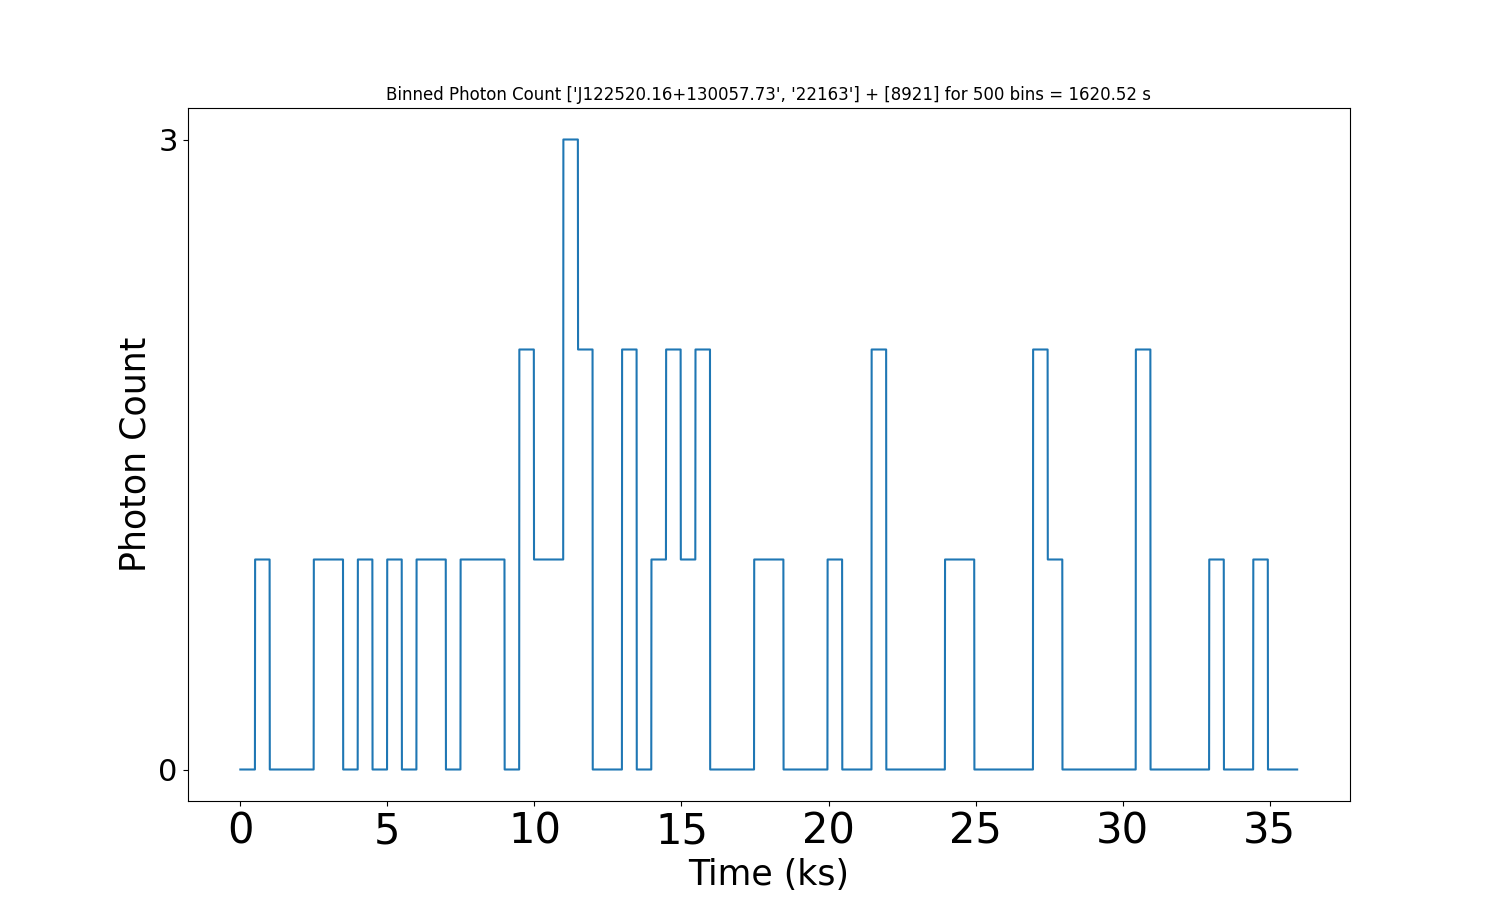 Binned Photon Count ['J122520.16+130057.73', '22163'] + [8921] for 500 bins = 1620.52 s
3
Photon Count
0
0 5 10 15 20 25 30 35
Time (ks)